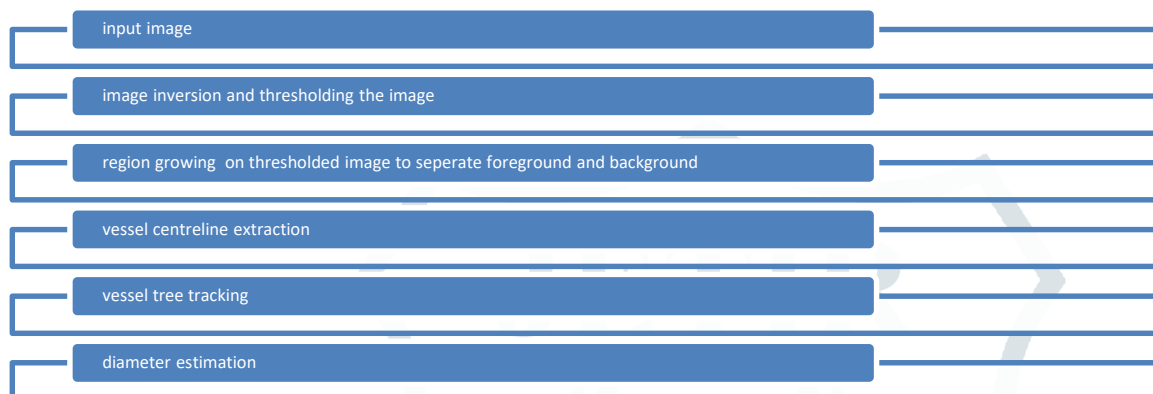 input image
image inversion and thresholding the image
region growing on thresholded image to seperate foreground and background
vessel centreline extraction
vessel tree tracking
diameter estimation